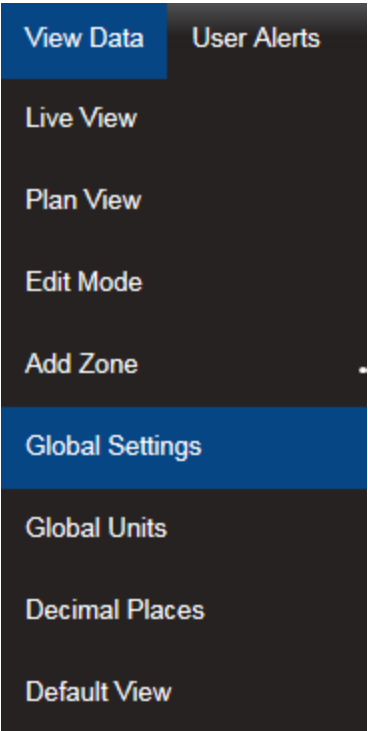 View Data User Alerts
Live View
Plan View
Edit Mode
Add Zone
Global Settings
Global Units
Decimal Places
Default View